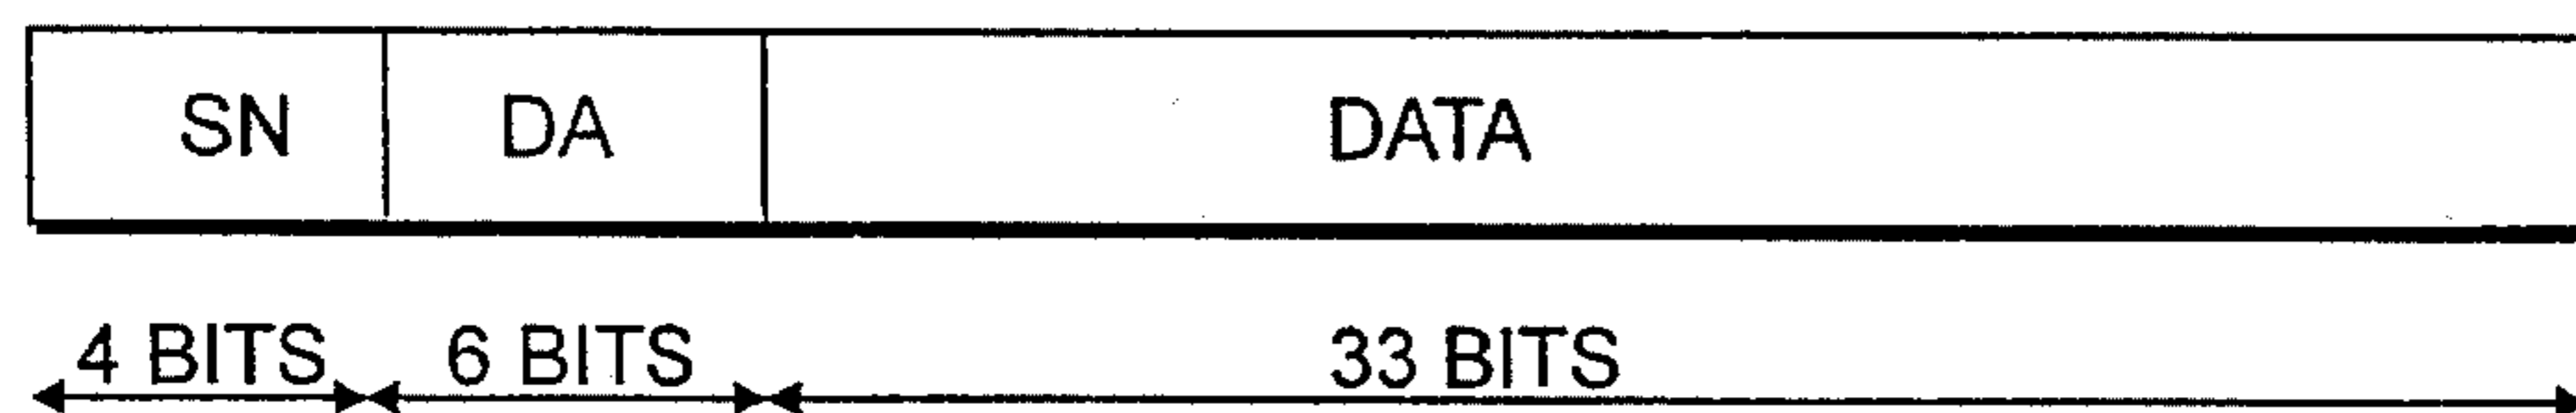 SN DA DATA
4 BITS 6 BITS 33 BITS